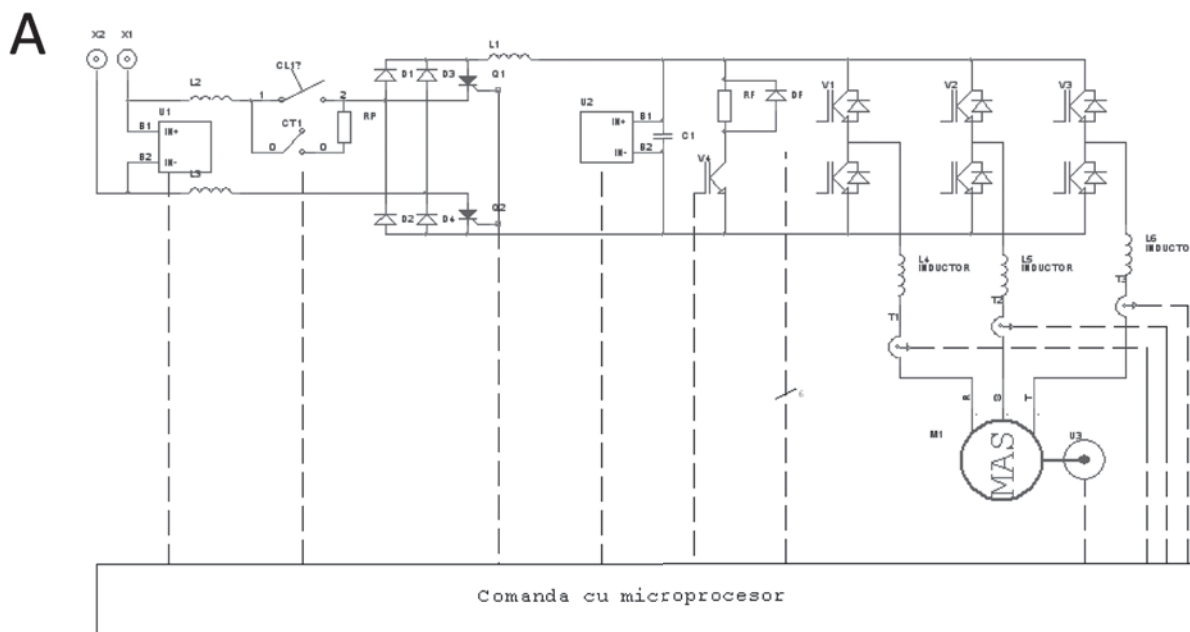 A
X2 X1
L2
CL1?
1 2
RP
CT1
0 0
U1
B1 IN+
B2 IN-
L3
D1 D3 Q1
D2 D4 Q2
L1
U2
IN+ B1
IN- B2
C1
RF DF
V4
V1 V2 V3
L4
INDUCTOR
L5
INDUCTOR
L6
INDUCTO
T1 T2 T3
6
R S T
M1
MAS
U3
Comanda cu microprocesor